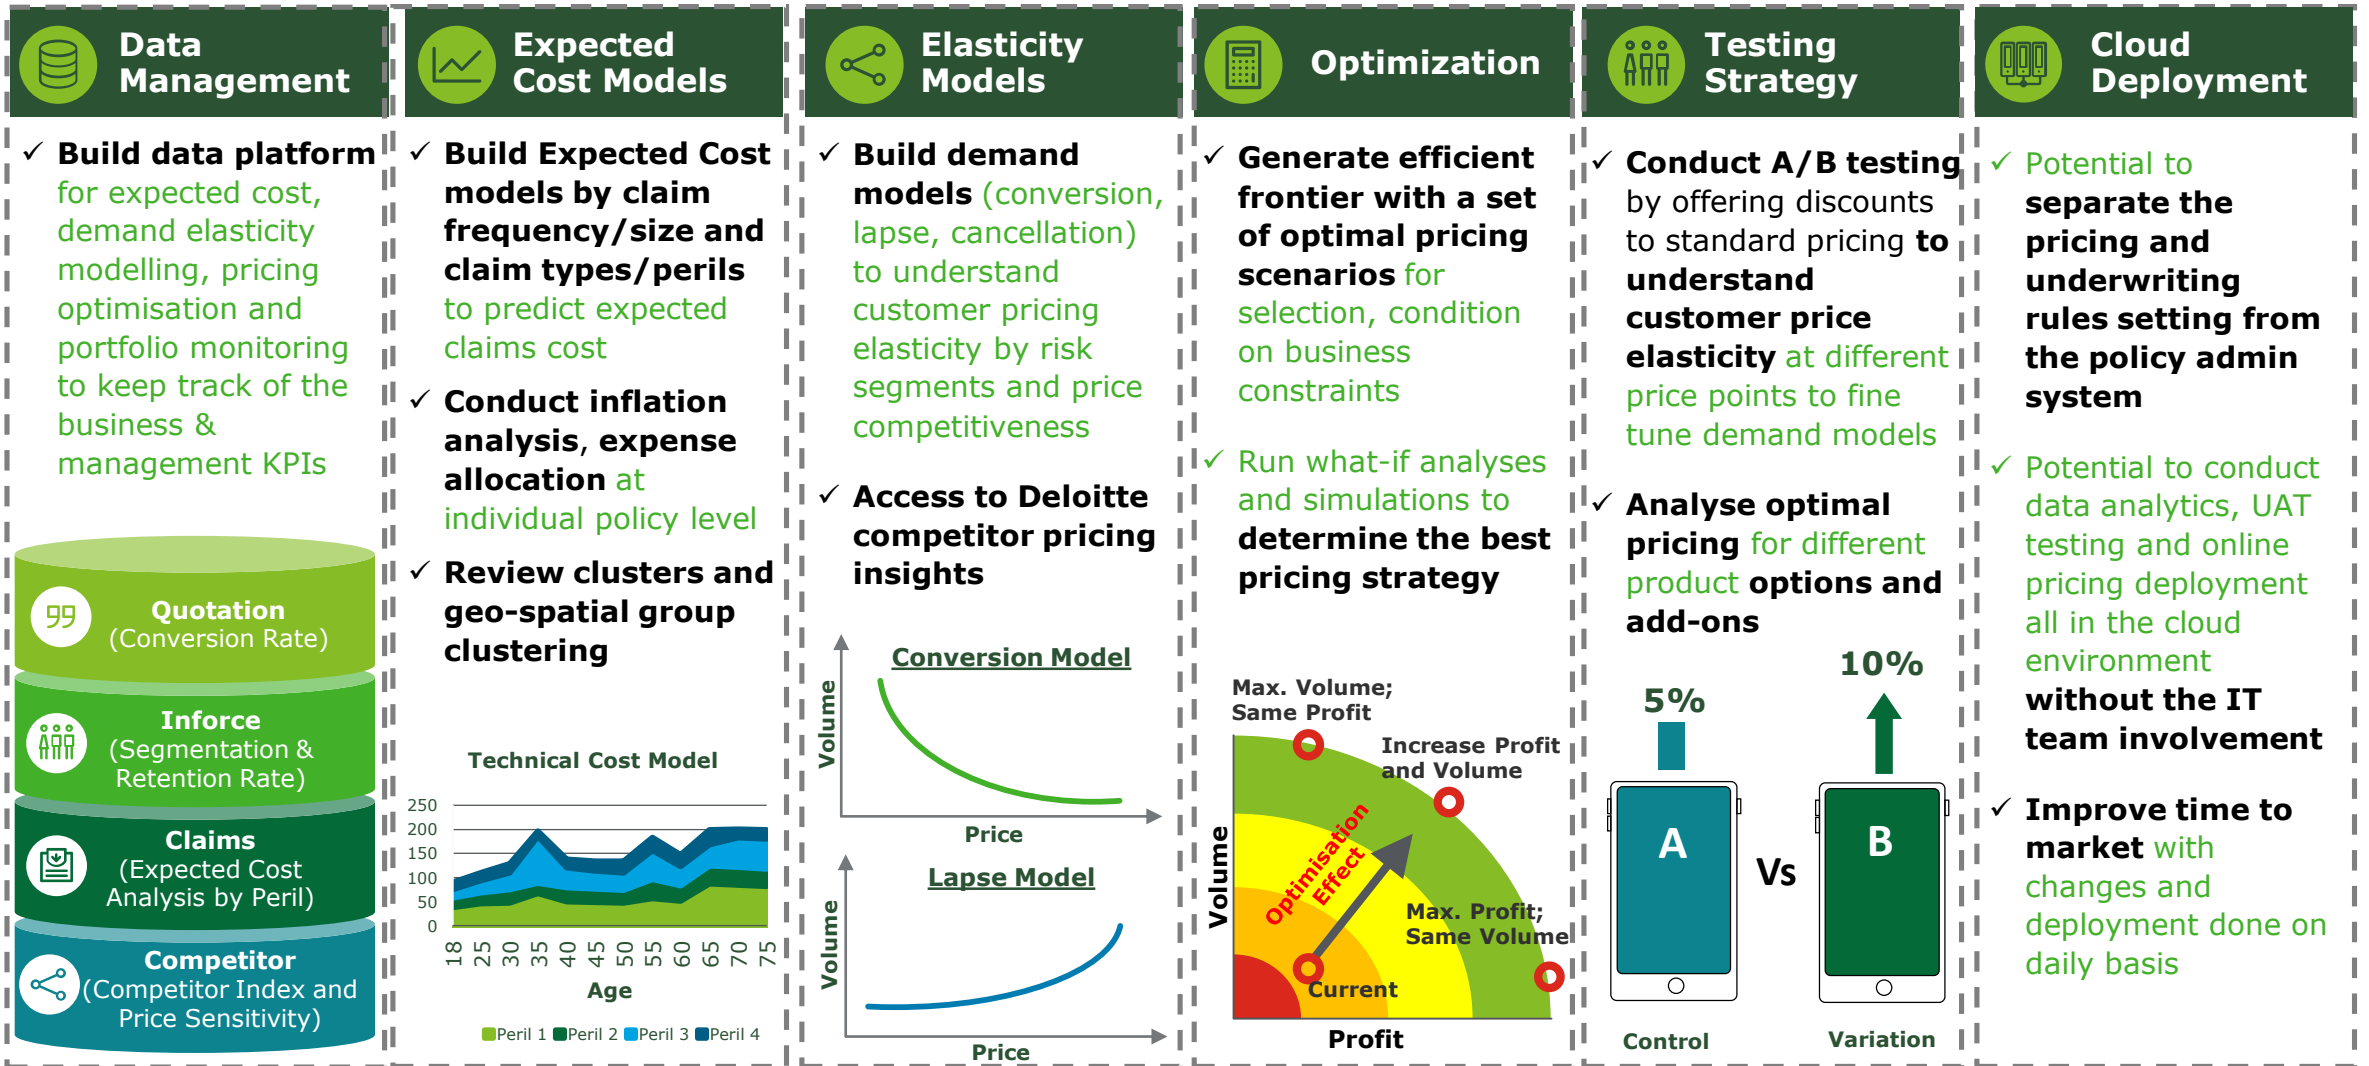 Data
Management
✓ Build data platform
for expected cost,
demand elasticity
modelling, pricing
optimisation and
portfolio monitoring
to keep track of the
business &
management KPIs
Quotation
(Conversion Rate)
Inforce
(Segmentation &
Retention Rate)
Claims
(Expected Cost
Analysis by Peril)
Competitor
(Competitor Index and
Price Sensitivity)
Expected
Cost Models
✓ Build Expected Cost
models by claim
frequency/size and
claim types/perils
to predict expected
claims cost
✓ Conduct inflation
analysis, expense
allocation at
individual policy level
✓ Review clusters and
geo-spatial group
clustering
Technical Cost Model
250
200
150
100
50
0
18 25 30 35 40 45 50 55 60 65 70 75
Age
Peril 1 Peril 2 Peril 3 Peril 4
Elasticity
Models
✓ Build demand
models (conversion,
lapse, cancellation)
to understand
customer pricing
elasticity by risk
segments and price
competitiveness
✓ Access to Deloitte
competitor pricing
insights
Conversion Model
Volume
Price
Lapse Model
Volume
Price
Optimization
✓ Generate efficient
frontier with a set
of optimal pricing
scenarios for
selection, condition
on business
constraints
✓ Run what-if analyses
and simulations to
determine the best
pricing strategy
Max. Volume;
Same Profit
Increase Profit
and Volume
Optimisation
Effect
Max. Profit;
Same Volume
Current
Volume
Profit
Testing
Strategy
✓ Conduct A/B testing
by offering discounts
to standard pricing to
understand
customer price
elasticity at different
price points to fine
tune demand models
✓ Analyse optimal
pricing for different
product options and
add-ons
5%
10%
A
Vs
B
Control
Variation
Cloud
Deployment
✓ Potential to
separate the
pricing and
underwriting
rules setting from
the policy admin
system
✓ Potential to conduct
data analytics, UAT
testing and online
pricing deployment
all in the cloud
environment
without the IT
team involvement
✓ Improve time to
market with
changes and
deployment done on
daily basis